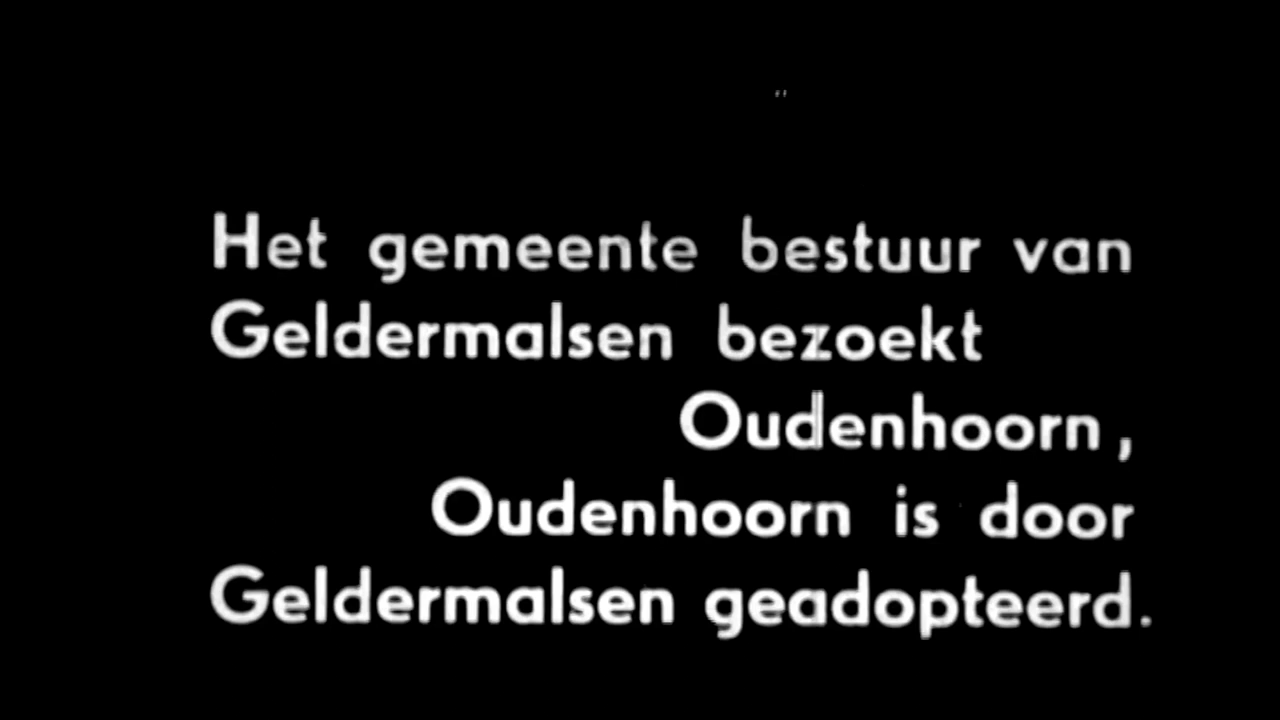 Het gemeente bestuur van
Geldermalsen bezoekt
Oudenhoorn,
Oudenhoorn is door
Geldermalsen geadopteerd.